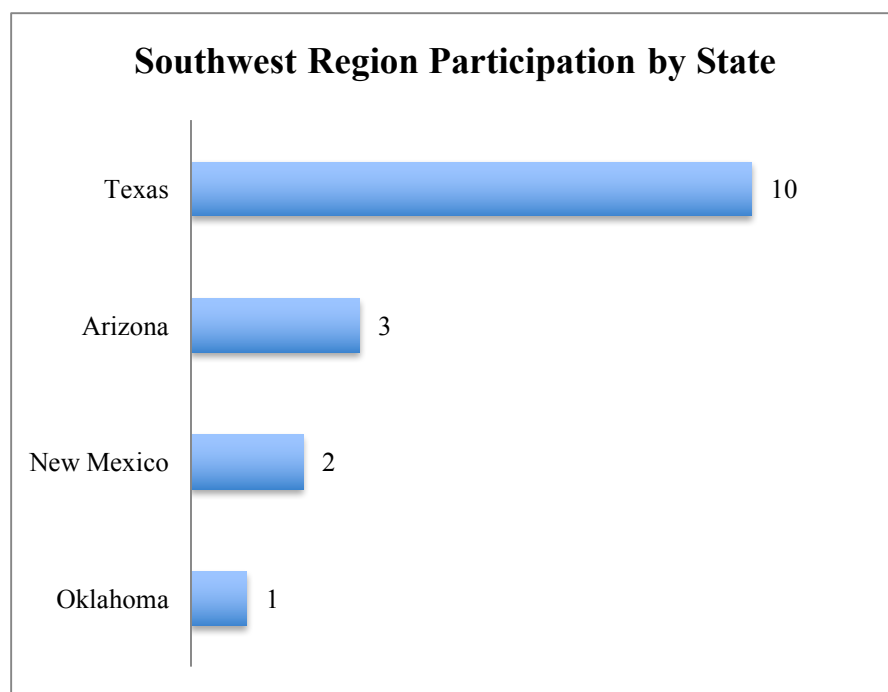 Southwest Region Participation by State
Texas 10
Arizona 3
New Mexico 2
Oklahoma 1